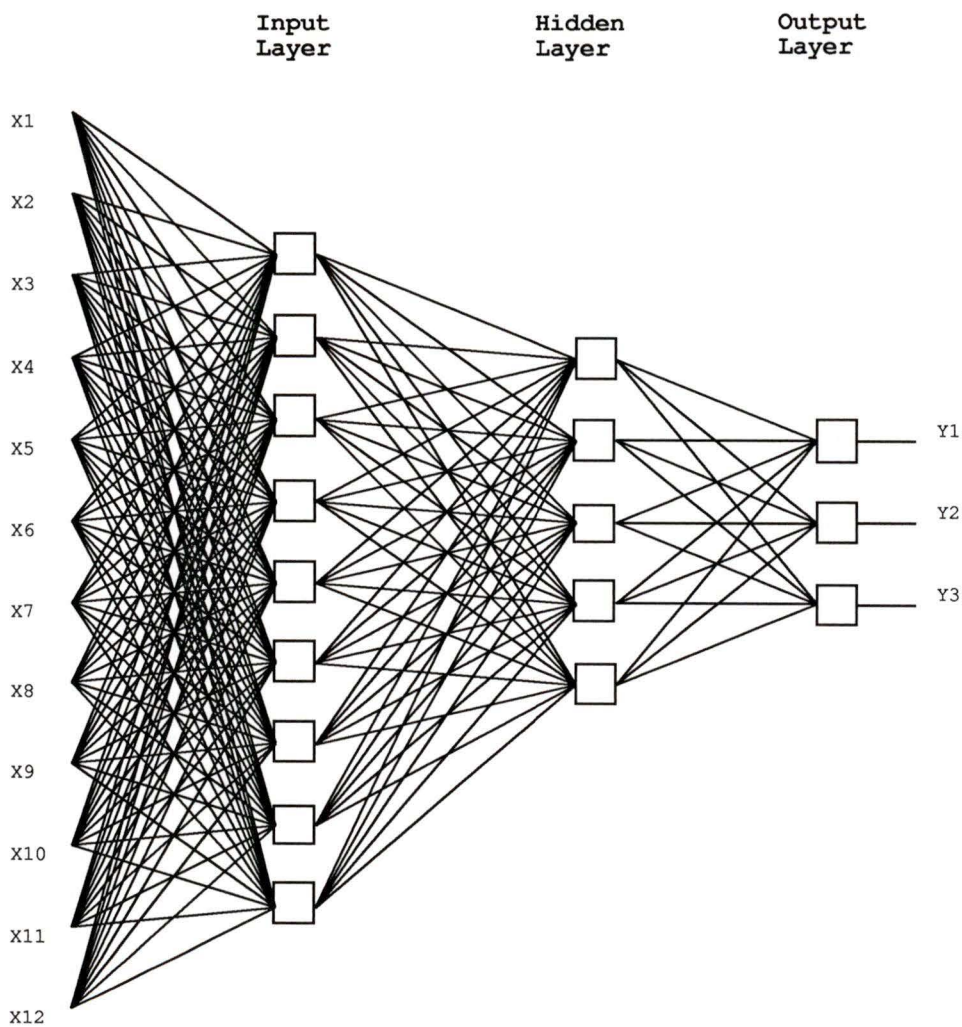 Input
Layer
Hidden
Layer
Output
Layer
X1
X2
X3
X4
X5
X6
X7
X8
X9
X10
X11
X12
Y1
Y2
Y3